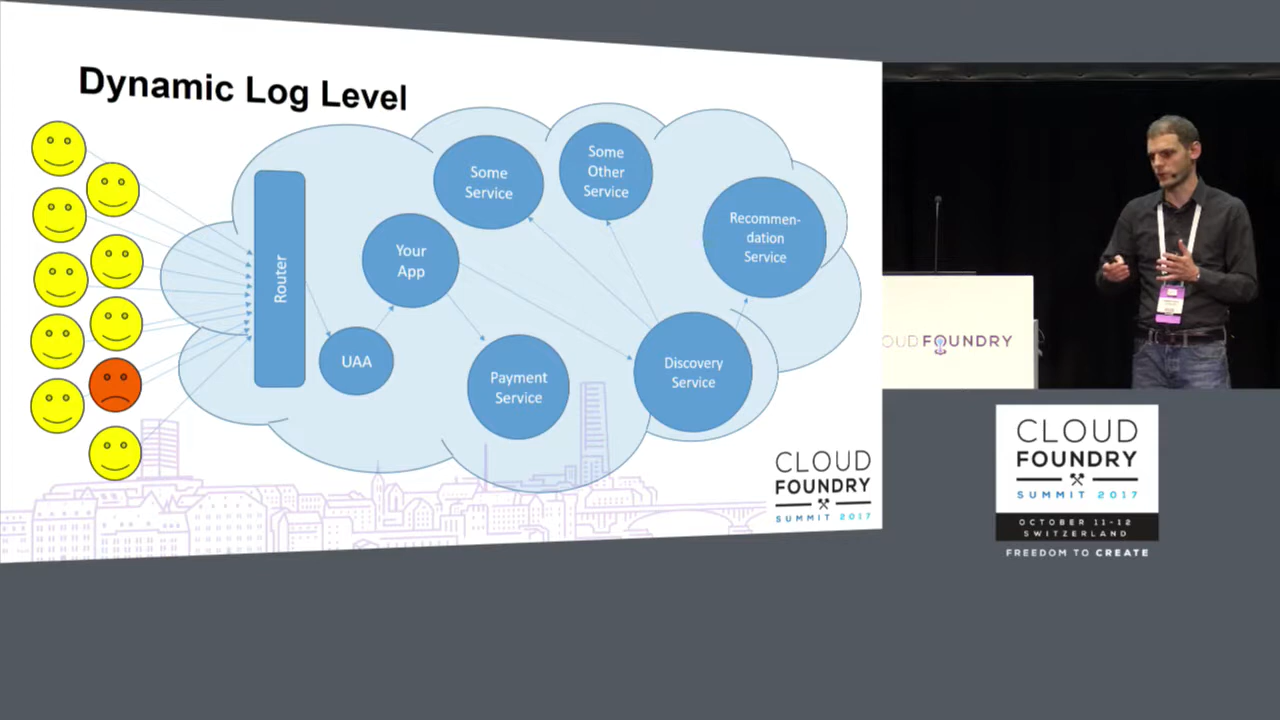 Dynamic Log Level
Router
UAA
Your
App
Some
Service
Some
Other
Service
Payment
Service
Discovery
Service
Recommen-
dation
Service
CLOUD
FOUNDRY
SUMMIT 2017
OUD FOUNDRY
CLOUD
FOUNDRY
SUMMIT 2017
OCTOBER 11-12
SWITZERLAND
FREEDOM TO CREATE